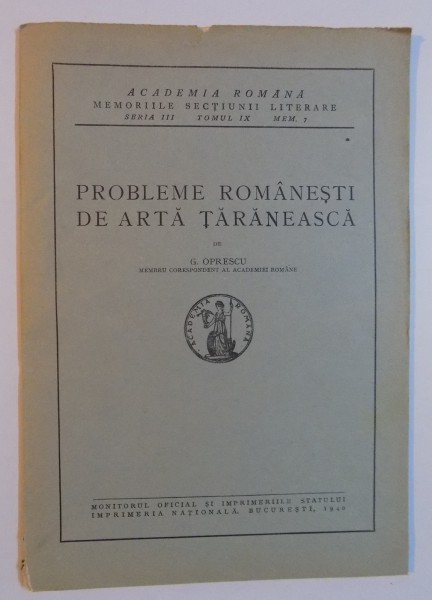 ACADEMIA ROMÂNĂ
MEMORIILE SECȚIUNII LITERARE
SERIA III TOMUL IX MEM. 7
PROBLEME ROMÂNEȘTI
DE ARTĂ ȚĂRĂNEASCĂ
DE
G. OPRESCU
MEMBRU CORESPONDENT AL ACADEMIEI ROMÂNE
ACADEMIA ROMANA
MONITORUL OFICIAL ȘI IMPRIMERIILE STATULUI
IMPRIMERIA NAȚIONALĂ, BUCUREȘTI, 1940